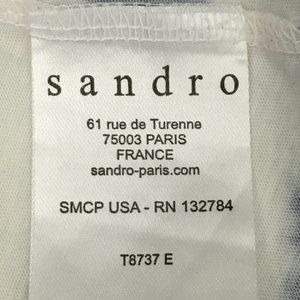 sandro
61 rue de Turenne
75003 PARIS
FRANCE
sandro-paris.com
SMCP USA - RN 132784
T8737 E